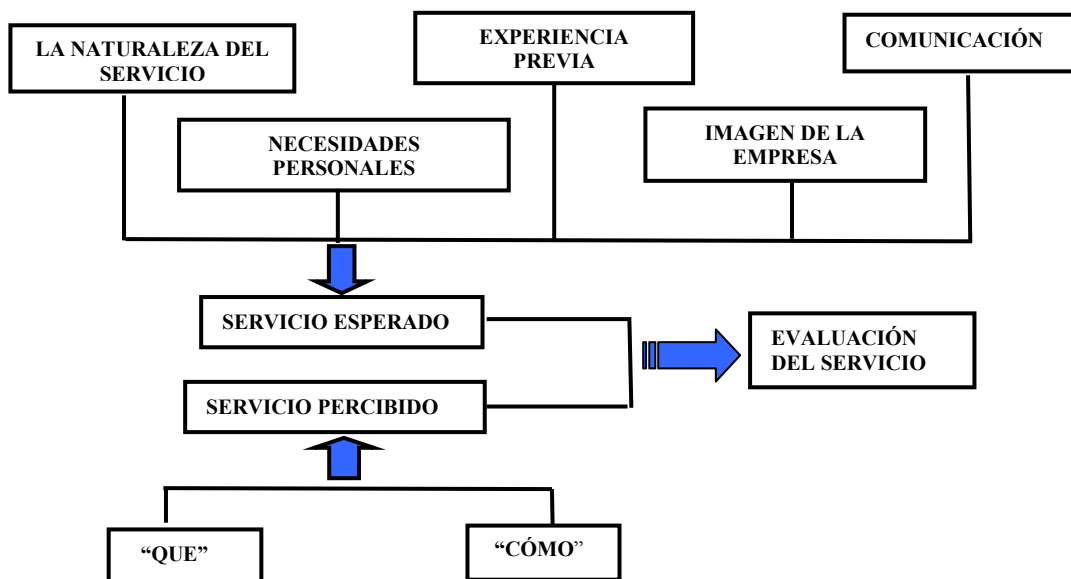 LA NATURALEZA DEL
SERVICIO
EXPERIENCIA
PREVIA
COMUNICACIÓN
NECESIDADES
PERSONALES
IMAGEN DE LA
EMPRESA
SERVICIO ESPERADO
EVALUACIÓN
DEL SERVICIO
SERVICIO PERCIBIDO
“QUE”
“CÓMO”